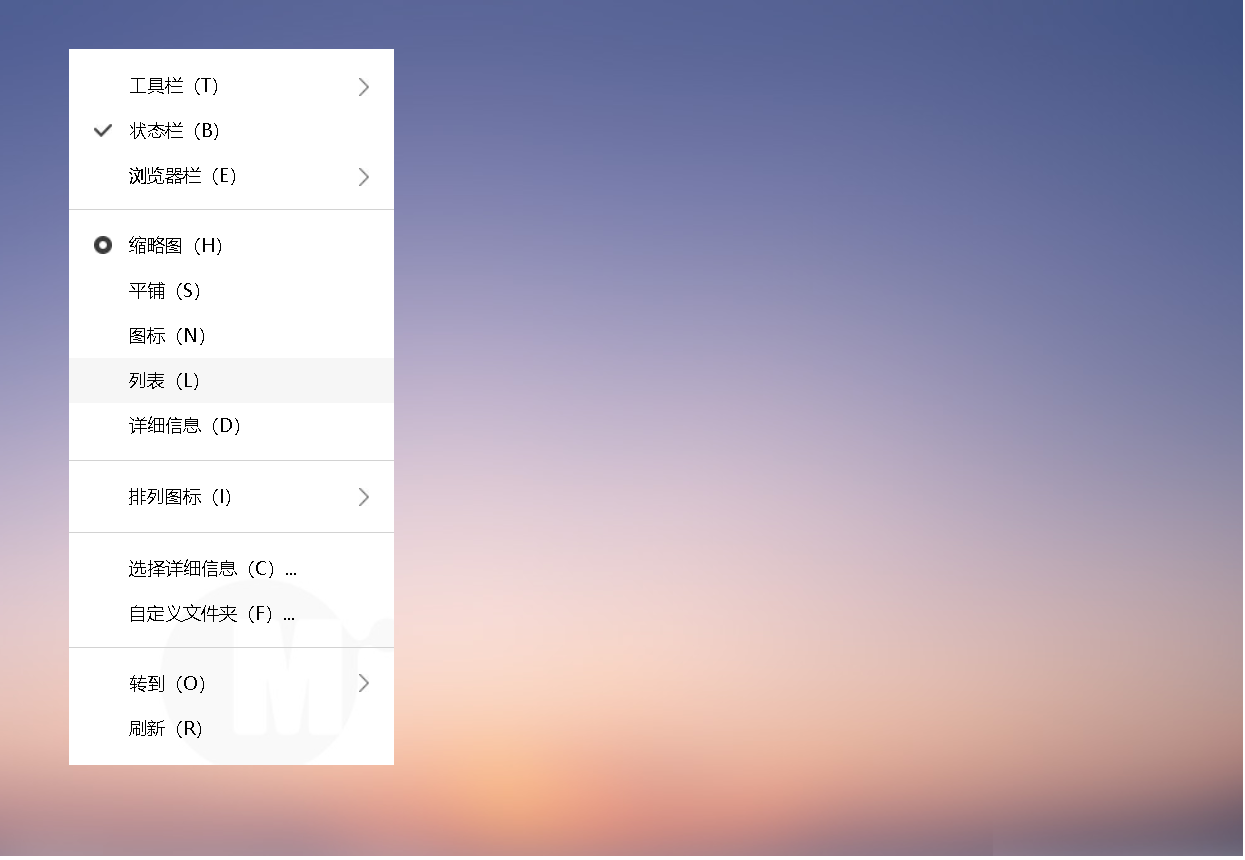 工具栏（T）
状态栏（B）
浏览器栏（E）
缩略图（H）
平铺（S）
图标（N）
列表（L）
详细信息（D）
排列图标（I）
选择详细信息（C）...
自定义文件夹（F）...
转到（O）
刷新（R）